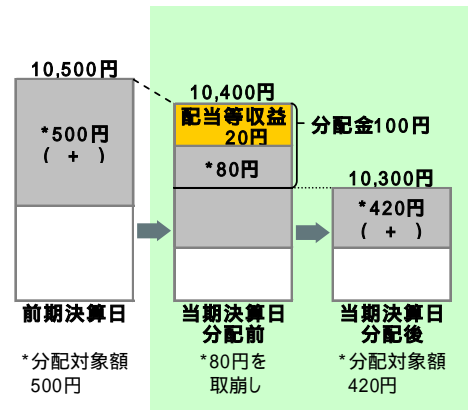 10,500円
*500円
( + )
前期決算日
*分配対象額
500円
10,400円
配当等収益
20円
*80円
分配金100円
当期決算日
分配前
*80円を
取崩し
10,300円
*420円
( + )
当期決算日
分配後
*分配対象額
420円